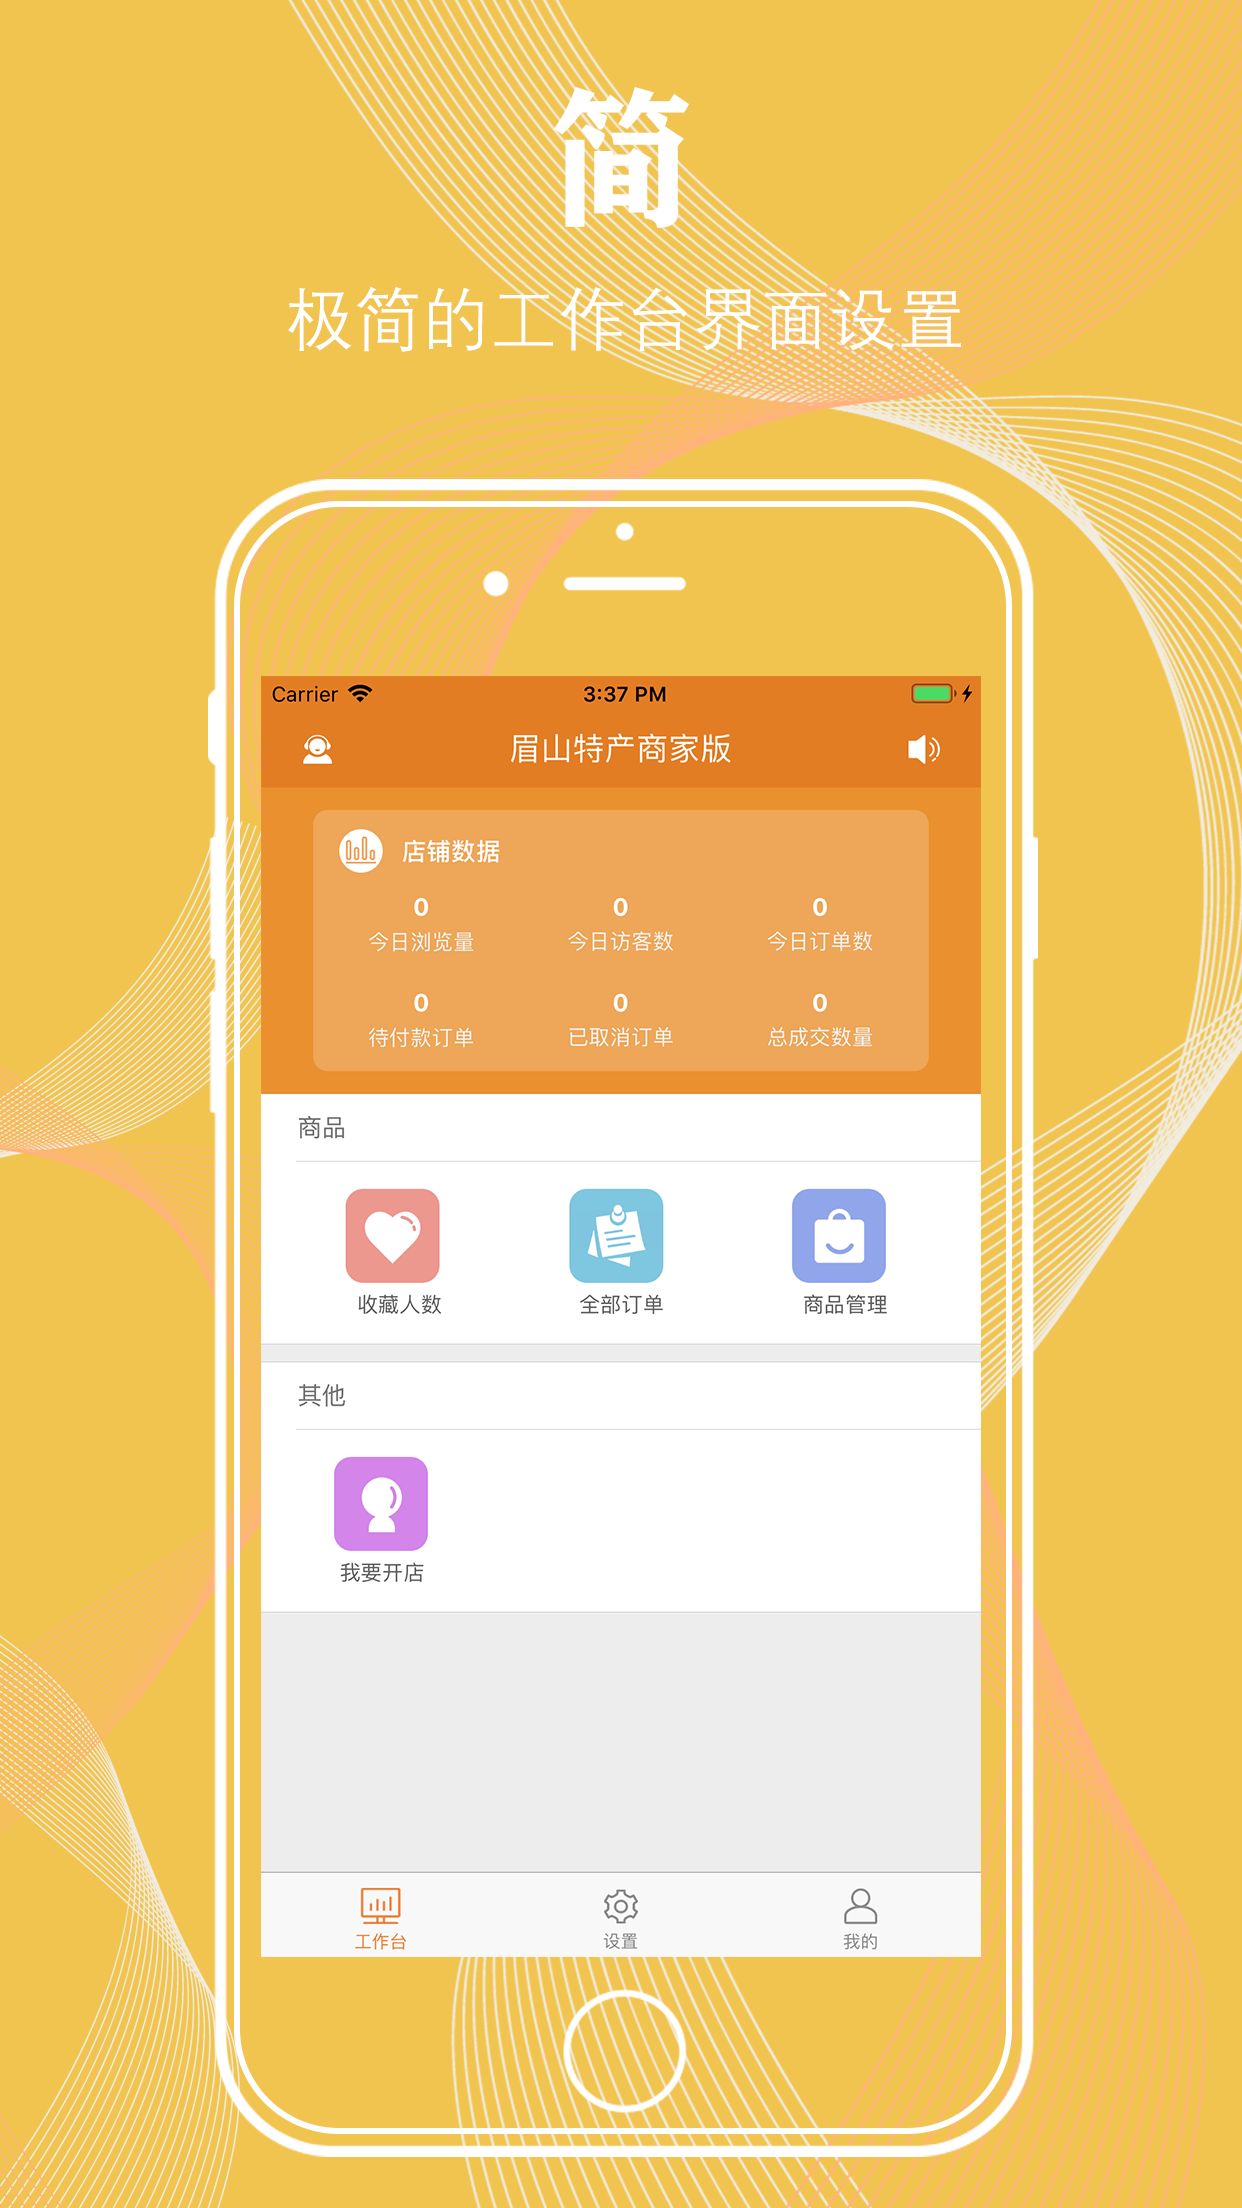 简
极简的工作台界面设置
Carrier 3:37 PM
眉山特产商家版
店铺数据
0 0 0
今日浏览量 今日访客数 今日订单数
0 0 0
待付款订单 已取消订单 总成交数量
商品
收藏人数 全部订单 商品管理
其他
我要开店
工作台 设置 我的